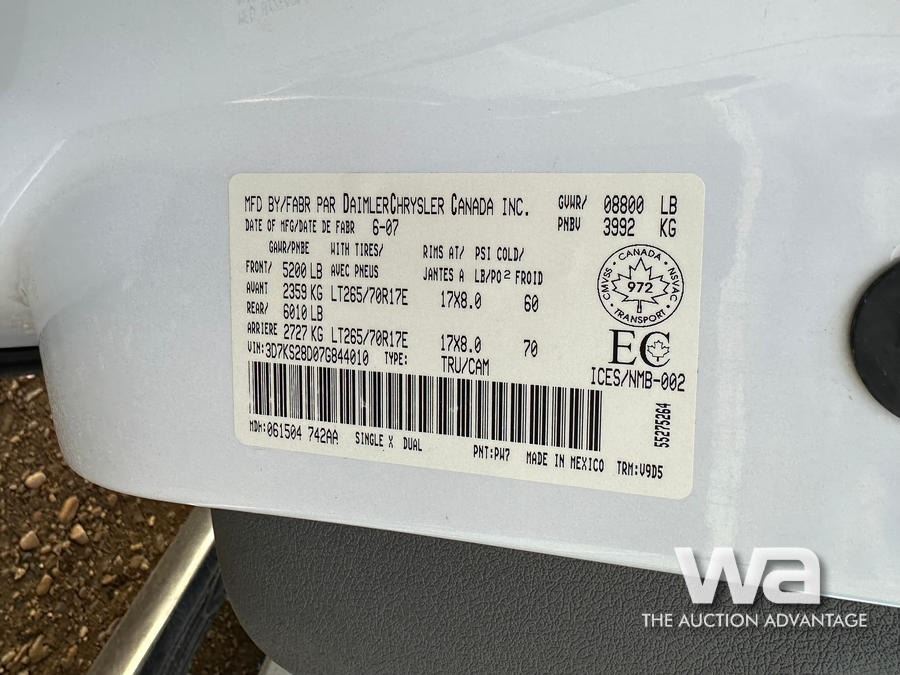 MFD BY/FABR PAR DAIMLERCHRYSLER CANADA INC.
GVWR/ 08800 LB
DATE OF MFG/DATE DE FABR 6-07
PNBV 3992 KG
GAWR/PNBE WITH TIRES/ RIMS AT/ PSI COLD/
FRONT/ 5200 LB AVEC PNEUS JANTES A LB/PO² FROID
AVANT 2359 KG LT265/70R17E 17X8.0 60
REAR/ 6010 LB
ARRIERE 2727 KG LT265/70R17E 17X8.0 70
VIN: 3D7KS28D07G844010 TYPE: TRU/CAM
CMVSS • CANADA • NSVAC
972
• TRANSPORT •
EC
ICES/NMB-002
55275264
MDH: 061504 742AA SINGLE X DUAL
PNT: PW7 MADE IN MEXICO TRM: V9D5
wa
THE AUCTION ADVANTAGE